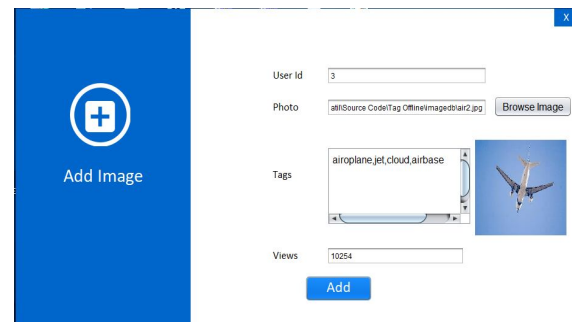 X
User Id
3
Photo
atil\Source Code\Tag Offline\imagedb\air2.jpg
Browse Image
Add Image
Tags
airoplane,jet,cloud,airbase
Views
10254
Add